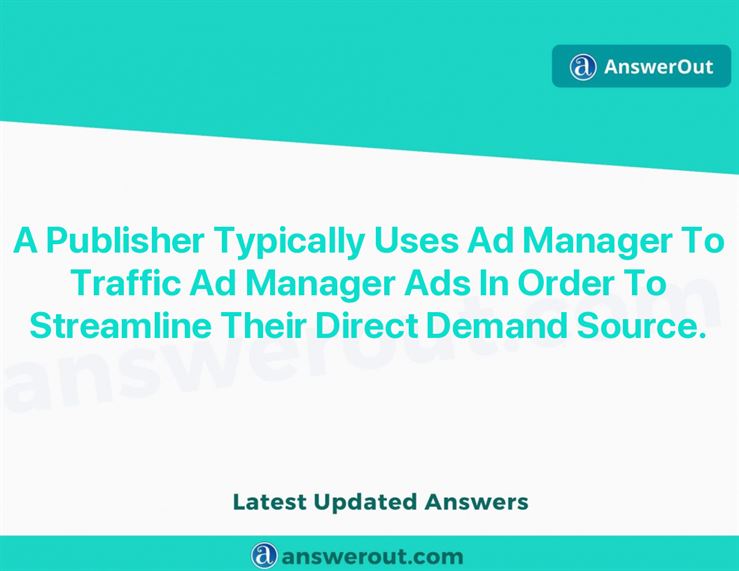 AnswerOut
A Publisher Typically Uses Ad Manager To
Traffic Ad Manager Ads In Order To
Streamline Their Direct Demand Source.
answerout.com
Latest Updated Answers
answerout.com